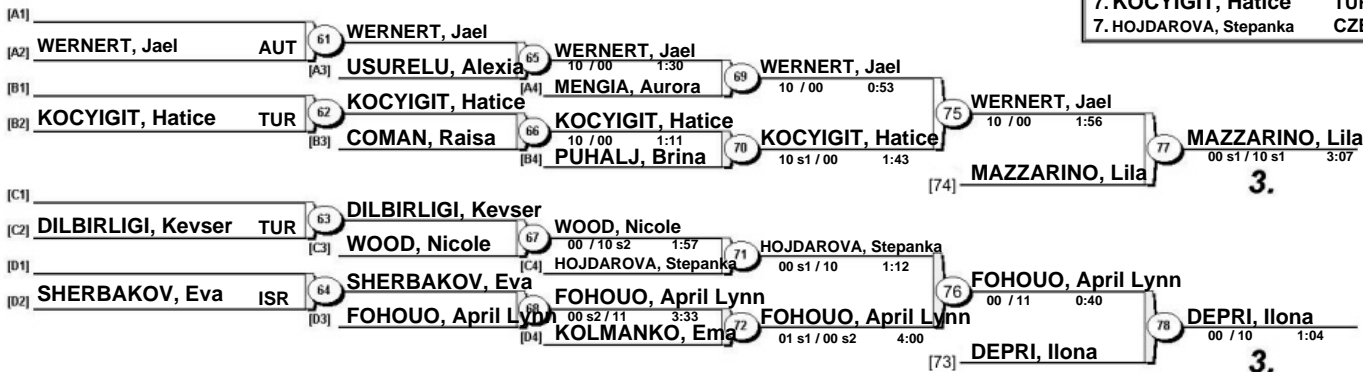 7. KOCYIGIT, Hatice TUR
7. HOJDAROVA, Stepanka CZE
[A1]
[A2] WERNERT, Jael AUT 61 WERNERT, Jael
[A3] USURELU, Alexia 65 WERNERT, Jael
10 / 00 1:30
[A4] MENGIA, Aurora 69 WERNERT, Jael
10 / 00 0:53
[B1]
[B2] KOCYIGIT, Hatice TUR 62 KOCYIGIT, Hatice
[B3] COMAN, Raisa 66 KOCYIGIT, Hatice
10 / 00 1:11
[B4] PUHALJ, Brina 70 KOCYIGIT, Hatice
10 s1 / 00 1:43
75 WERNERT, Jael
10 / 00 1:56
[74] MAZZARINO, Lila 77 MAZZARINO, Lila
00 s1 / 10 s1 3:07
3.
[C1]
[C2] DILBIRLIGI, Kevser TUR 63 DILBIRLIGI, Kevser
[C3] WOOD, Nicole 67 WOOD, Nicole
00 / 10 s2 1:57
[C4] HOJDAROVA, Stepanka 71 HOJDAROVA, Stepanka
00 s1 / 10 1:12
[D1]
[D2] SHERBAKOV, Eva ISR 64 SHERBAKOV, Eva
[D3] FOHOUO, April Lynn 68 FOHOUO, April Lynn
00 s2 / 11 3:33
[D4] KOLMANKO, Ema 72 FOHOUO, April Lynn
01 s1 / 00 s2 4:00
76 FOHOUO, April Lynn
00 / 11 0:40
[73] DEPRI, Ilona 78 DEPRI, Ilona
00 / 10 1:04
3.